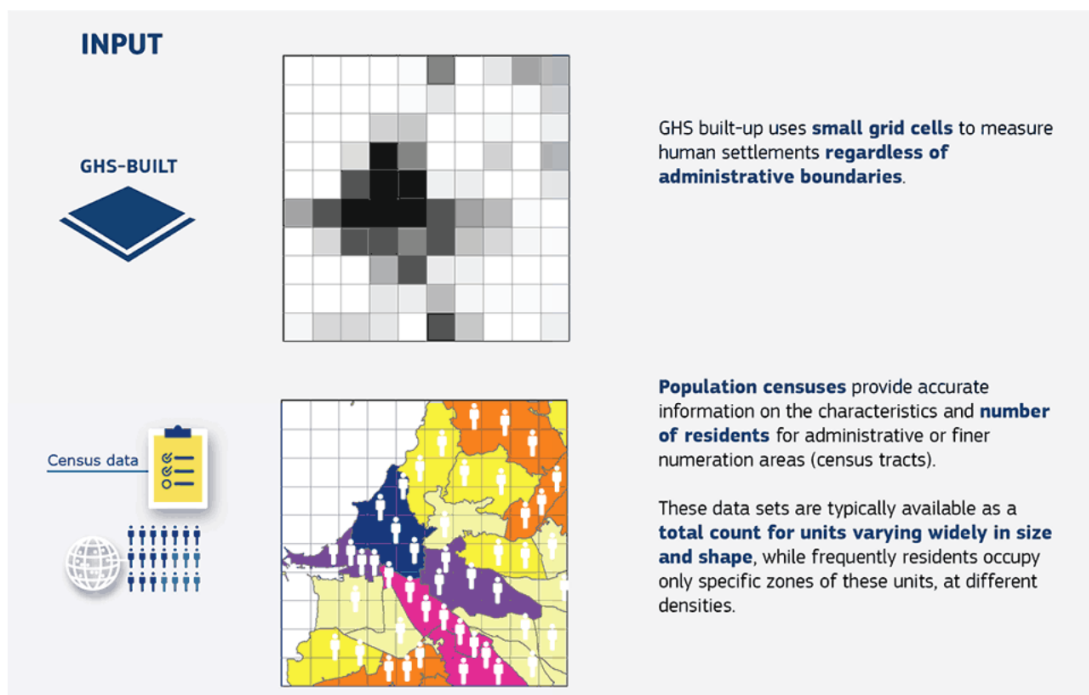 INPUT
GHS-BUILT
GHS built-up uses small grid cells to measure
human settlements regardless of
administrative boundaries.
Census data
Population censuses provide accurate
information on the characteristics and number
of residents for administrative or finer
numeration areas (census tracts).
These data sets are typically available as a
total count for units varying widely in size
and shape, while frequently residents occupy
only specific zones of these units, at different
densities.